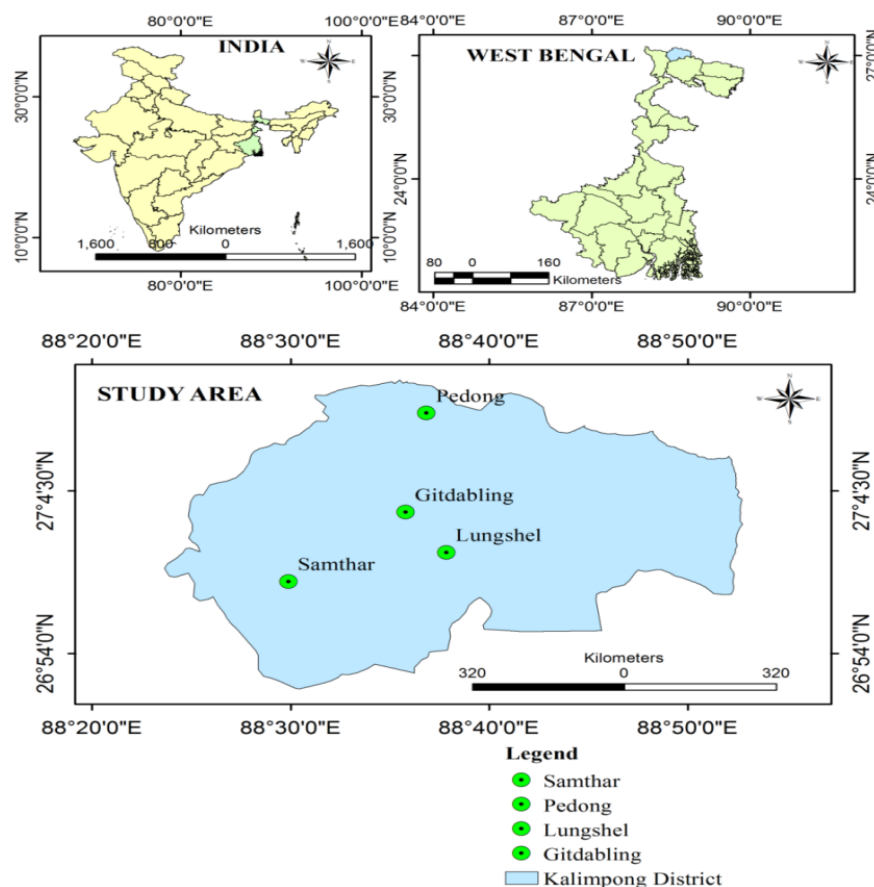 80°0'0"E 100°0'0"E
INDIA
N
W E
S
30°0'0"N
30°0'0"N
10°0'0"N
10°0'0"N
Kilometers
1,600 800 0 1,600
80°0'0"E 100°0'0"E
84°0'0"E 87°0'0"E 90°0'0"E
WEST BENGAL
N
W E
S
27°0'0"N
27°0'0"N
24°0'0"N
24°0'0"N
80 0 80 160
Kilometers
84°0'0"E 87°0'0"E 90°0'0"E
88°20'0"E 88°30'0"E 88°40'0"E 88°50'0"E
STUDY AREA
N
W E
S
Pedong
Gitdabling
Lungshel
Samthar
27°4'30"N
27°4'30"N
26°54'0"N
26°54'0"N
Kilometers
320 0 320
88°20'0"E 88°30'0"E 88°40'0"E 88°50'0"E
Legend
Samthar
Pedong
Lungshel
Gitdabling
Kalimpong District